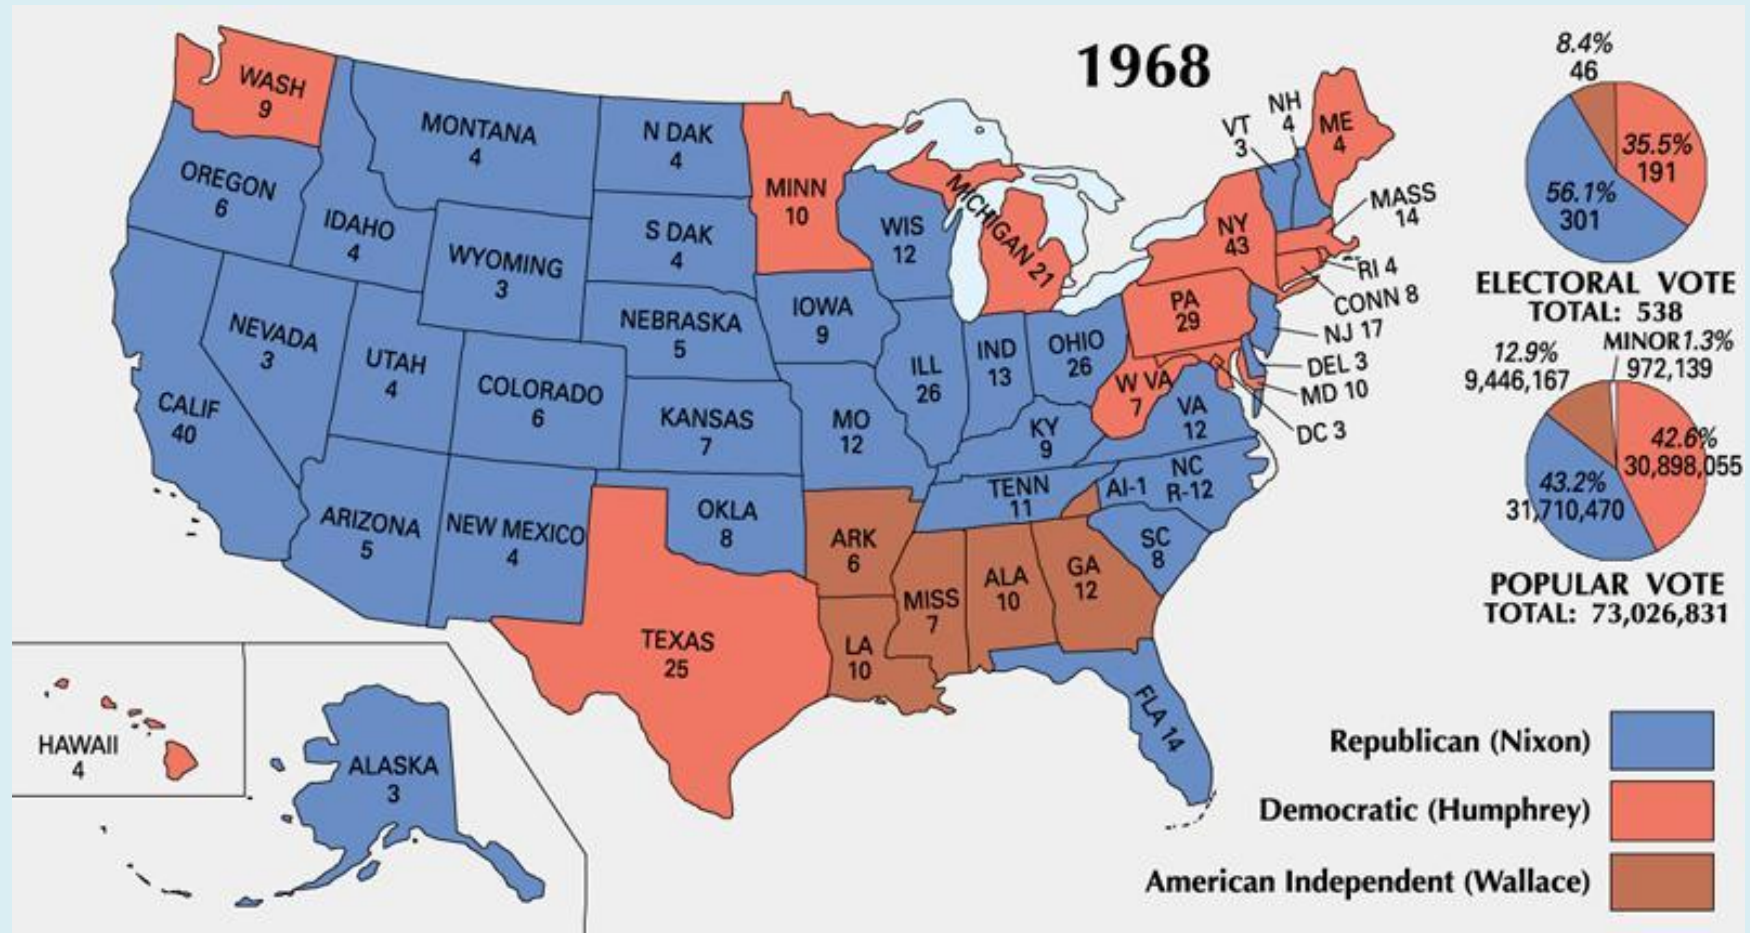 1968
WASH
9
OREGON
6
CALIF
40
NEVADA
3
IDAHO
4
MONTANA
4
WYOMING
3
UTAH
4
ARIZONA
5
COLORADO
6
NEW MEXICO
4
N DAK
4
S DAK
4
NEBRASKA
5
KANSAS
7
OKLA
8
TEXAS
25
MINN
10
IOWA
9
MO
12
ARK
6
LA
10
WIS
12
ILL
26
MICHIGAN 21
IND
13
OHIO
26
KY
9
TENN
11
MISS
7
ALA
10
GA
12
FLA 14
SC
8
NC
AI-1 R-12
VA
12
W VA
7
PA
29
NY
43
VT
3
NH
4
ME
4
MASS
14
RI 4
CONN 8
NJ 17
DEL 3
MD 10
DC 3
HAWAII
4
ALASKA
3
8.4%
46
35.5%
191
56.1%
301
ELECTORAL VOTE
TOTAL: 538
MINOR 1.3%
972,139
12.9%
9,446,167
42.6%
30,898,055
43.2%
31,710,470
POPULAR VOTE
TOTAL: 73,026,831
Republican (Nixon)
Democratic (Humphrey)
American Independent (Wallace)